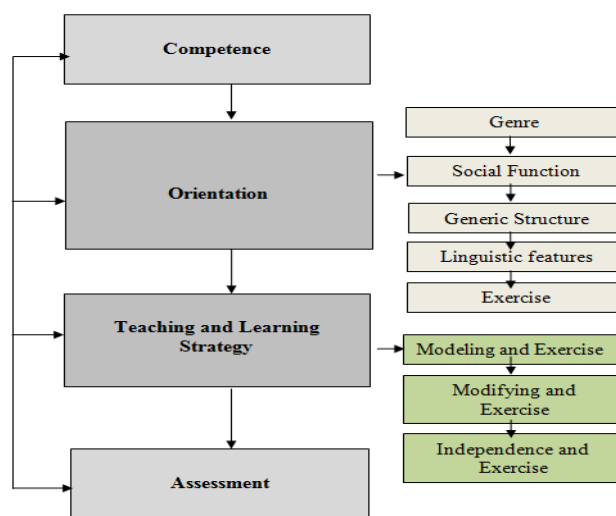 Competence
Orientation
Genre
Social Function
Generic Structure
Linguistic features
Exercise
Teaching and Learning
Strategy
Modeling and Exercise
Modifying and
Exercise
Independence and
Exercise
Assessment